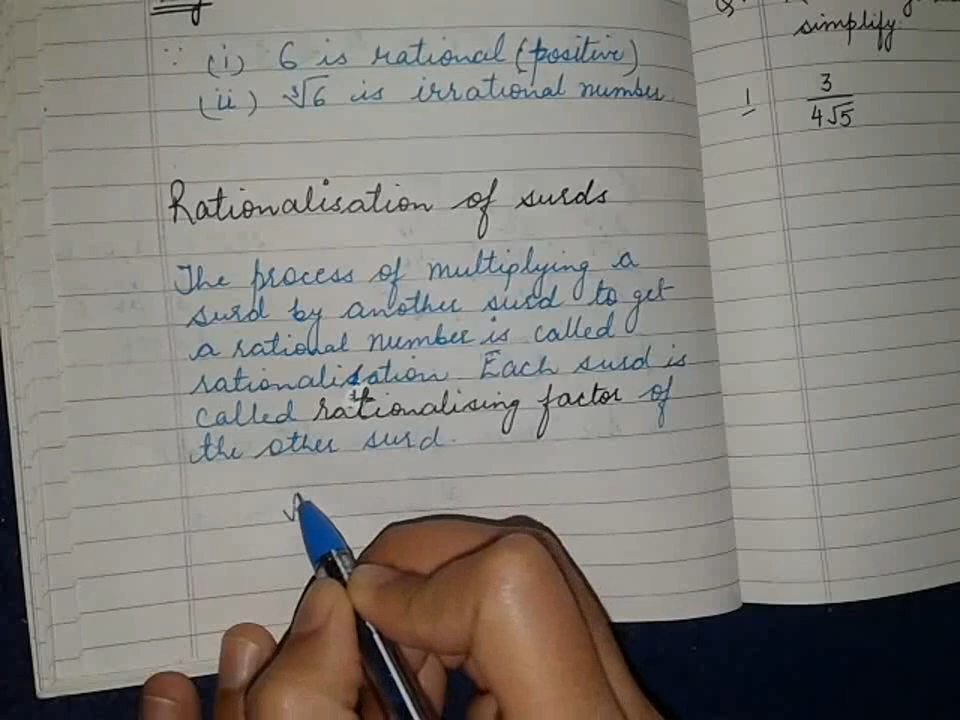 ∵ (i) 6 is rational (positive)
(ii) ∛6 is irrational number.
Rationalisation of surds
The process of multiplying a
surd by another surd to get
a rational number is called
rationalisation. Each surd is
called rationalising factor of
the other surd.
simplify.
1 3/4√5